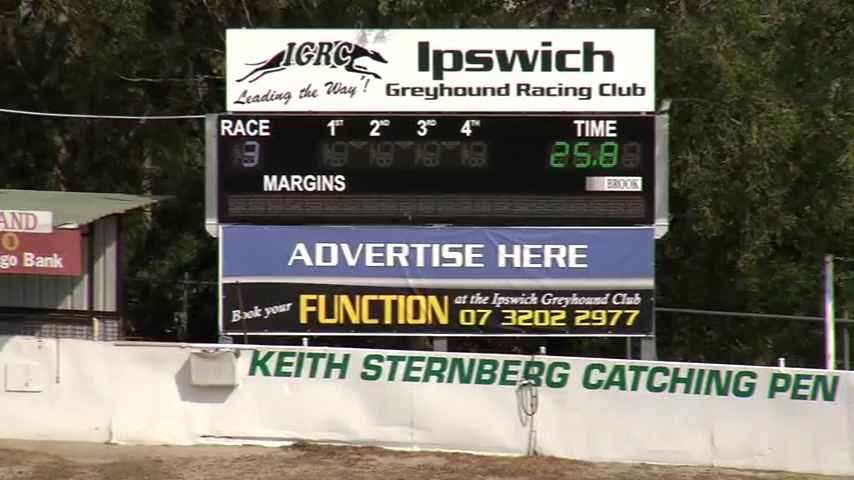 IGRC
Leading the Way'!
Ipswich
Greyhound Racing Club
RACE 1ST 2ND 3RD 4TH TIME
3 25.8
MARGINS BROOK
ADVERTISE HERE
Book your FUNCTION at the Ipswich Greyhound Club
07 3202 2977
AND
go Bank
KEITH STERNBERG CATCHING PEN